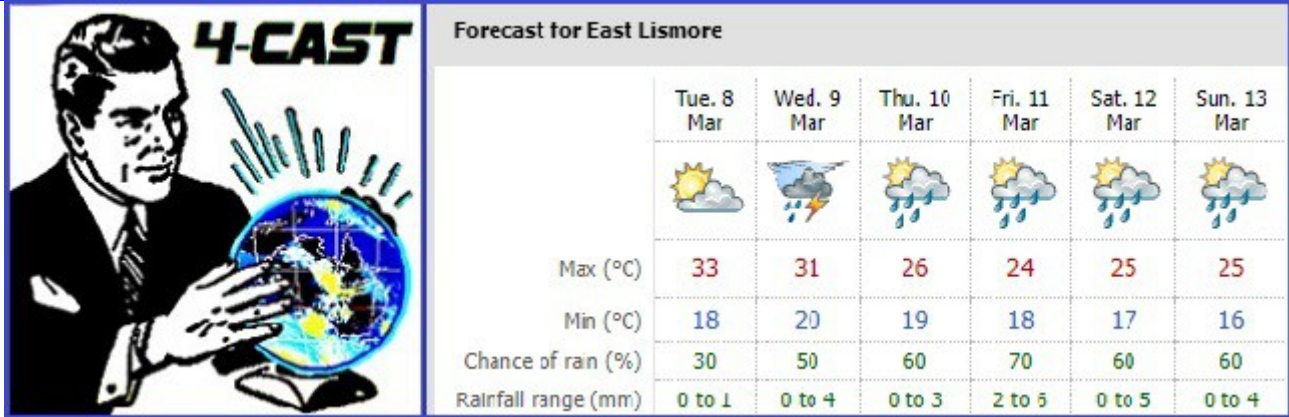 4-CAST
Forecast for East Lismore
Tue. 8 Wed. 9 Thu. 10 Fri. 11 Sat. 12 Sun. 13
Mar Mar Mar Mar Mar Mar
Max (°C) 33 31 26 24 25 25
Min (°C) 18 20 19 18 17 16
Chance of rain (%) 30 50 60 70 60 60
Rainfall range (mm) 0 to 1 0 to 4 0 to 3 2 to 0 to 5 0 to 4